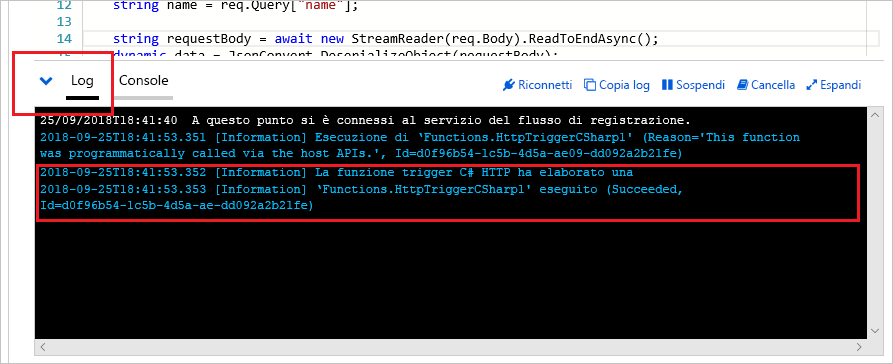 12 string name = req.Query["name"];
13
14 string requestBody = await new StreamReader(req.Body).ReadToEndAsync();
15 dynamic data = JsonConvert.DeserializeObject(requestBody);
Log Console Riconnetti Copia log Sospendi Cancella Espandi
25/09/2018T18:41:40 A questo punto si è connessi al servizio del flusso di registrazione.
2018-09-25T18:41:53.351 [Information] Esecuzione di 'Functions.HttpTriggerCSharp1' (Reason='This function
was programmatically called via the host APIs.', Id=d0f96b54-1c5b-4d5a-ae09-dd092a2b21fe)
2018-09-25T18:41:53.352 [Information] La funzione trigger C# HTTP ha elaborato una
2018-09-25T18:41:53.353 [Information] 'Functions.HttpTriggerCSharp1' eseguito (Succeeded,
Id=d0f96b54-1c5b-4d5a-ae-dd092a2b21fe)